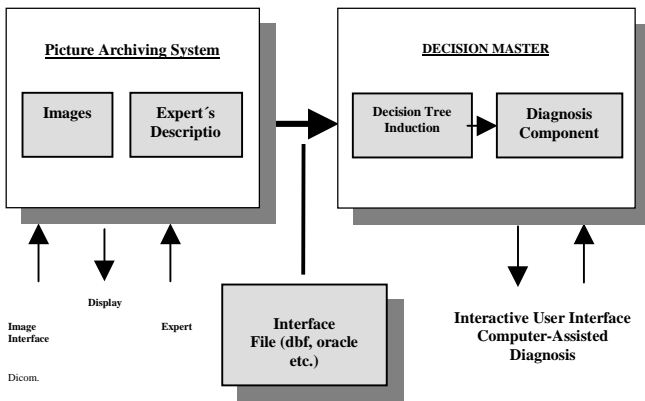 Picture Archiving System
DECISION MASTER
Images
Expert´s
Descriptio
Decision Tree
Induction
Diagnosis
Component
Display
Image
Interface
Expert
Dicom.
Interface
File (dbf, oracle
etc.)
Interactive User Interface
Computer-Assisted
Diagnosis